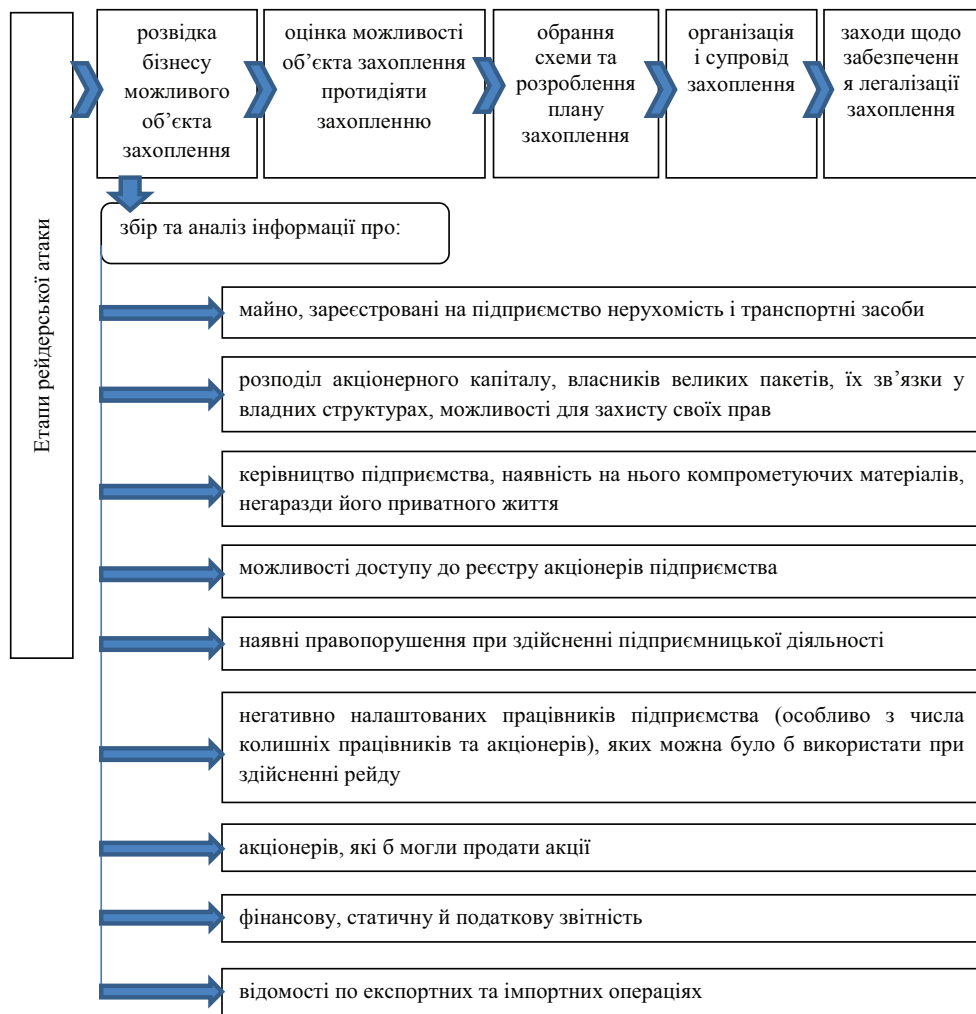 Етапи рейдерської атаки
розвідка
бізнесу
можливого
об’єкта
захоплення
оцінка можливості
об’єкта захоплення
протидіяти
захопленню
обрання
схеми та
розроблення
плану
захоплення
організація
і супровід
захоплення
заходи щодо
забезпеченн
я легалізації
захоплення
збір та аналіз інформації про:
майно, зареєстровані на підприємство нерухомість і транспортні засоби
розподіл акціонерного капіталу, власників великих пакетів, їх зв’язки у
владних структурах, можливості для захисту своїх прав
керівництво підприємства, наявність на нього компрометуючих матеріалів,
негаразди його приватного життя
можливості доступу до реєстру акціонерів підприємства
наявні правопорушення при здійсненні підприємницької діяльності
негативно налаштованих працівників підприємства (особливо з числа
колишніх працівників та акціонерів), яких можна було б використати при
здійсненні рейду
акціонерів, які б могли продати акції
фінансову, статичну й податкову звітність
відомості по експортних та імпортних операціях